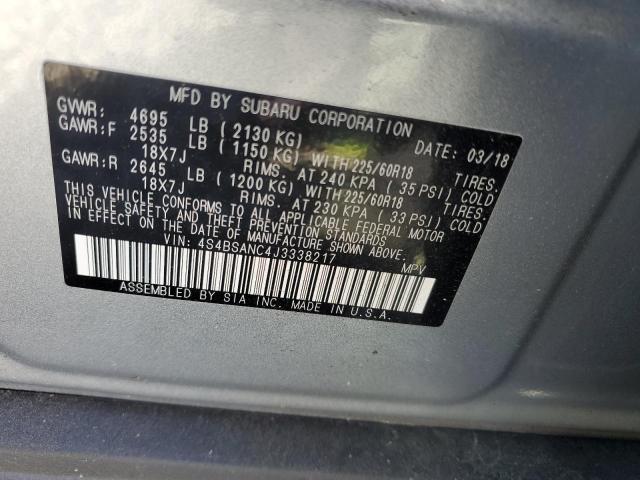 MFD BY SUBARU CORPORATION DATE: 03/18
GVWR: 4695 LB (2130 KG)
GAWR:F 2535 LB (1150 KG) WITH 225/60R18 TIRES.
18X7J RIMS. AT 240 KPA (35 PSI) COLD
GAWR:R 2645 LB (1200 KG) WITH 225/60R18 TIRES.
18X7J RIMS. AT 230 KPA (33 PSI) COLD
THIS VEHICLE CONFORMS TO ALL APPLICABLE FEDERAL MOTOR
VEHICLE SAFETY AND THEFT PREVENTION STANDARDS
IN EFFECT ON THE DATE OF MANUFACTURE SHOWN ABOVE.
VIN: 4S4BSANC4J3338217 MPV
ASSEMBLED BY SIA INC. MADE IN U.S.A.